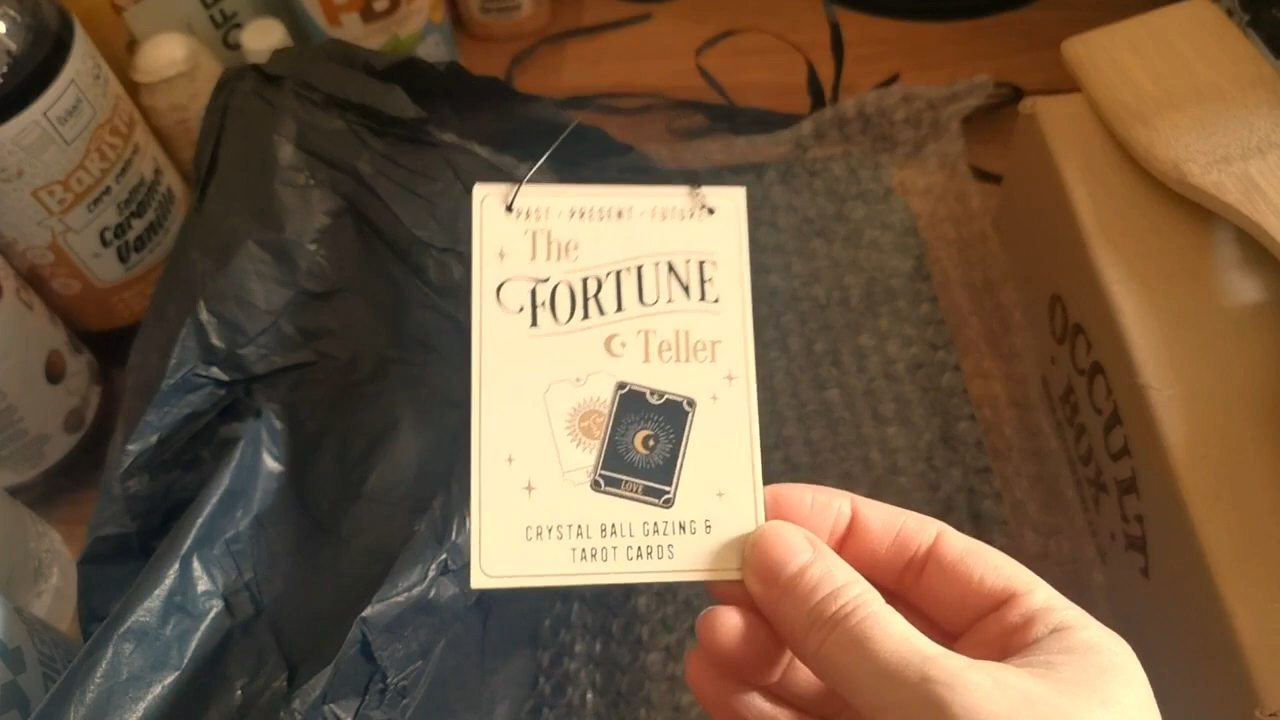 PAST · PRESENT · FUTURE
The
FORTUNE
Teller
LOVE
CRYSTAL BALL GAZING &
TAROT CARDS
BARISTA
Caramel
Vanilla
OCCULT
· BOX ·